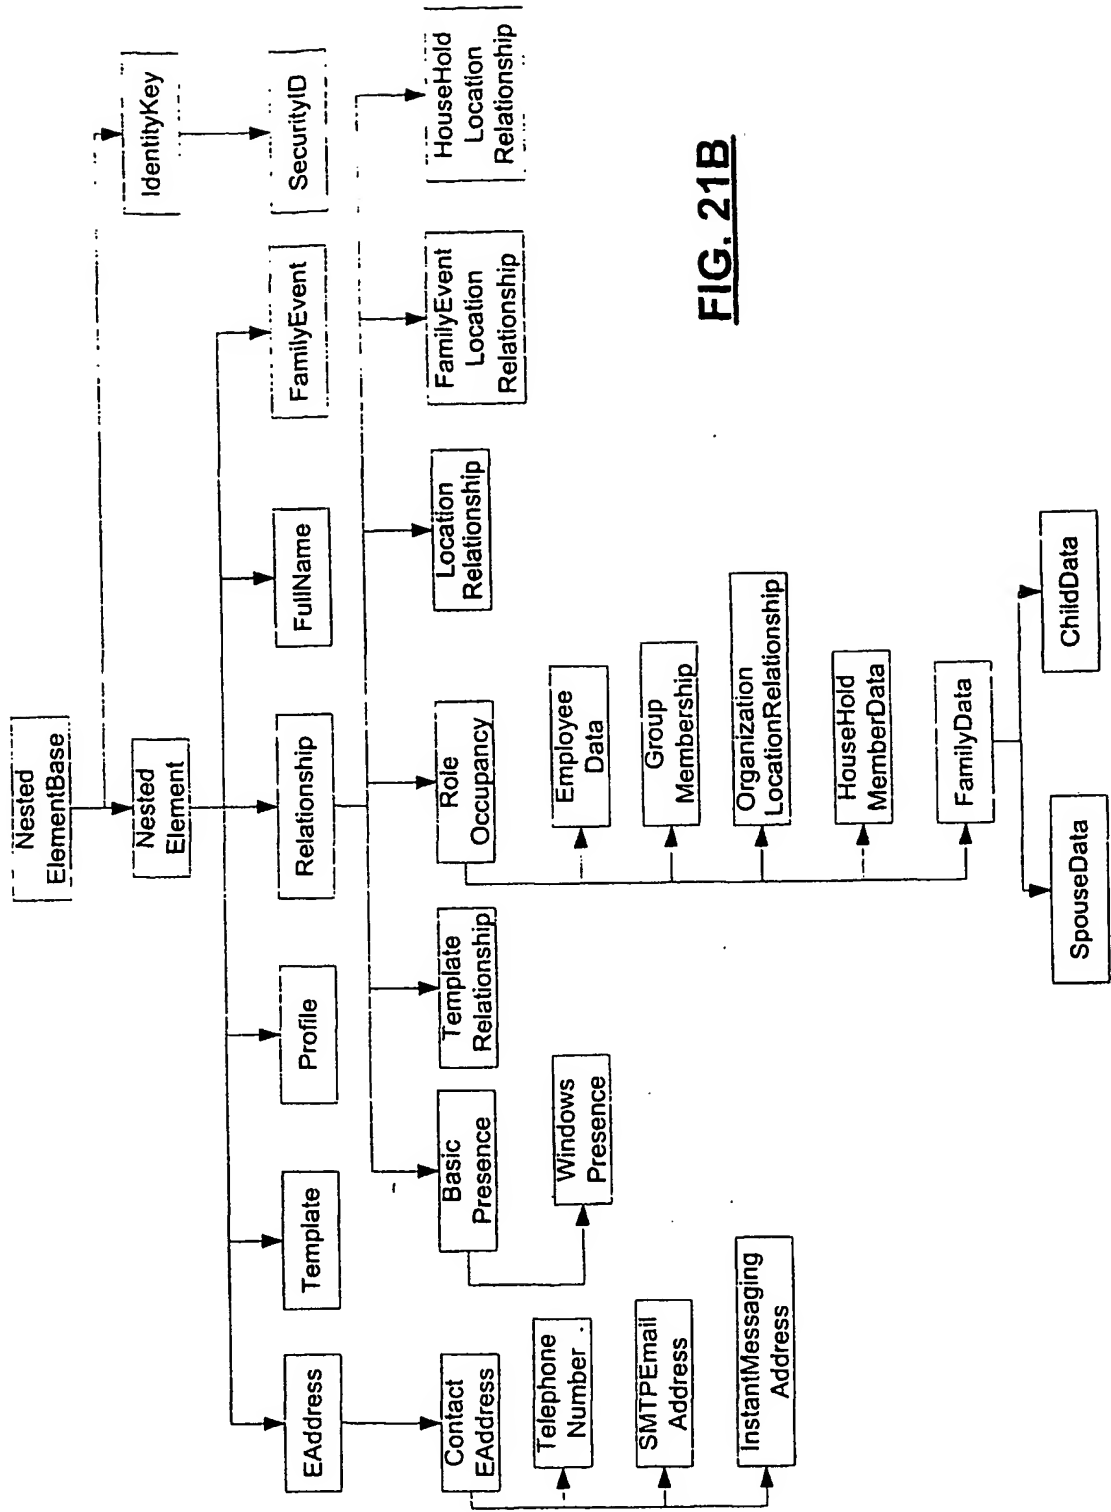 Nested
ElementBase
Nested
Element
IdentityKey
EAddress
Template
Profile
Relationship
FullName
FamilyEvent
SecurityID
Contact
EAddress
Basic
Presence
Template
Relationship
Role
Occupancy
Location
Relationship
FamilyEvent
Location
Relationship
HouseHold
Location
Relationship
Telephone
Number
SMTPEmail
Address
InstantMessaging
Address
Windows
Presence
Employee
Data
Group
Membership
Organization
LocationRelationship
HouseHold
MemberData
FamilyData
SpouseData
ChildData
FIG. 21B